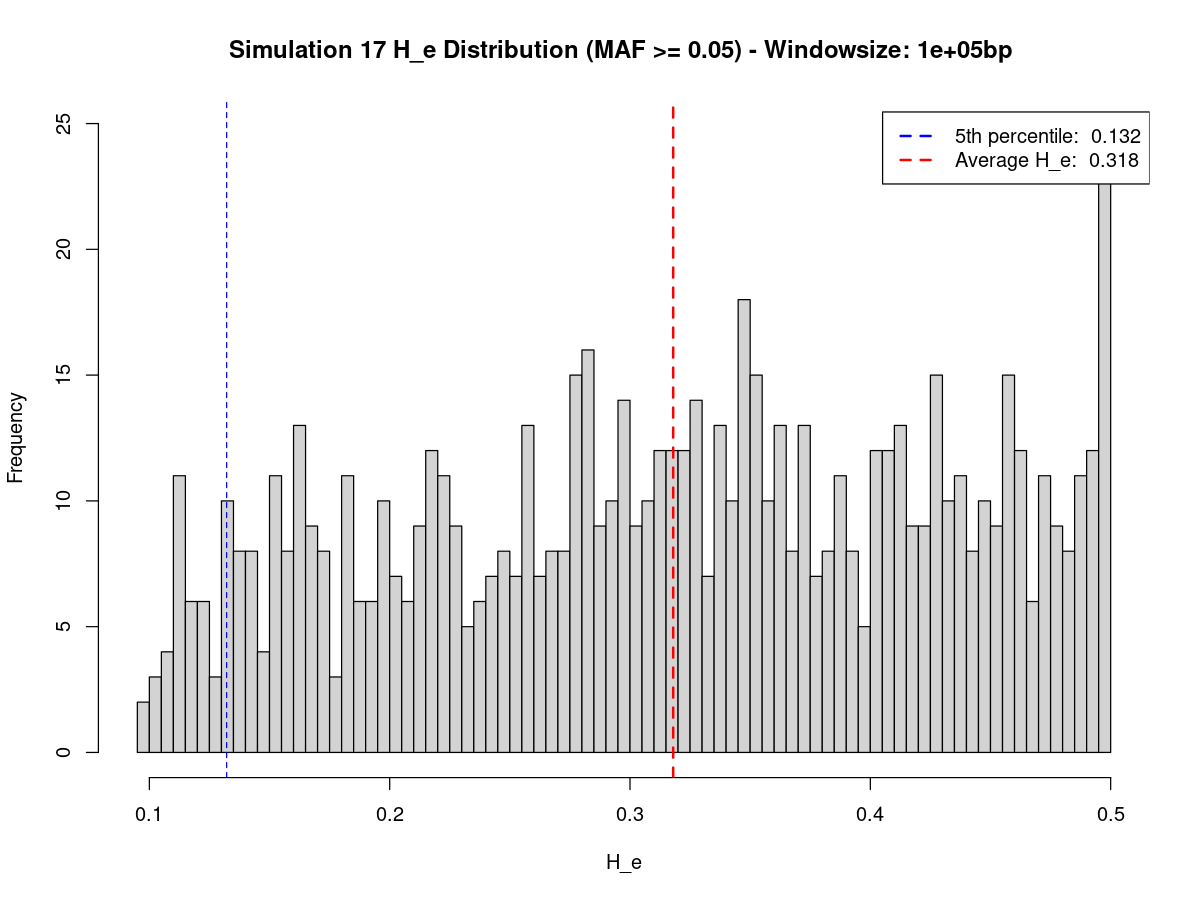 Simulation 17 H_e Distribution (MAF >= 0.05) - Windowsize: 1e+05bp
5th percentile:  0.132
Average H_e:  0.318
Frequency
25
20
15
10
5
0
0.1 0.2 0.3 0.4 0.5
H_e